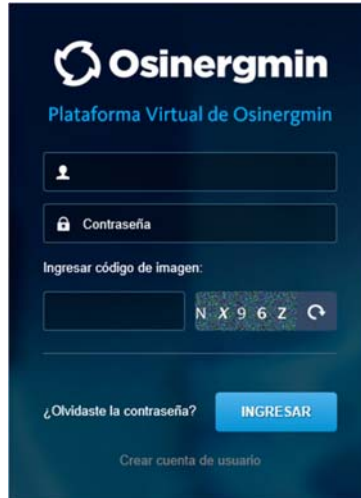 Osinergmin
Plataforma Virtual de Osinergmin
Contraseña
Ingresar código de imagen:
N X 9 6 Z
¿Olvidaste la contraseña? INGRESAR
Crear cuenta de usuario